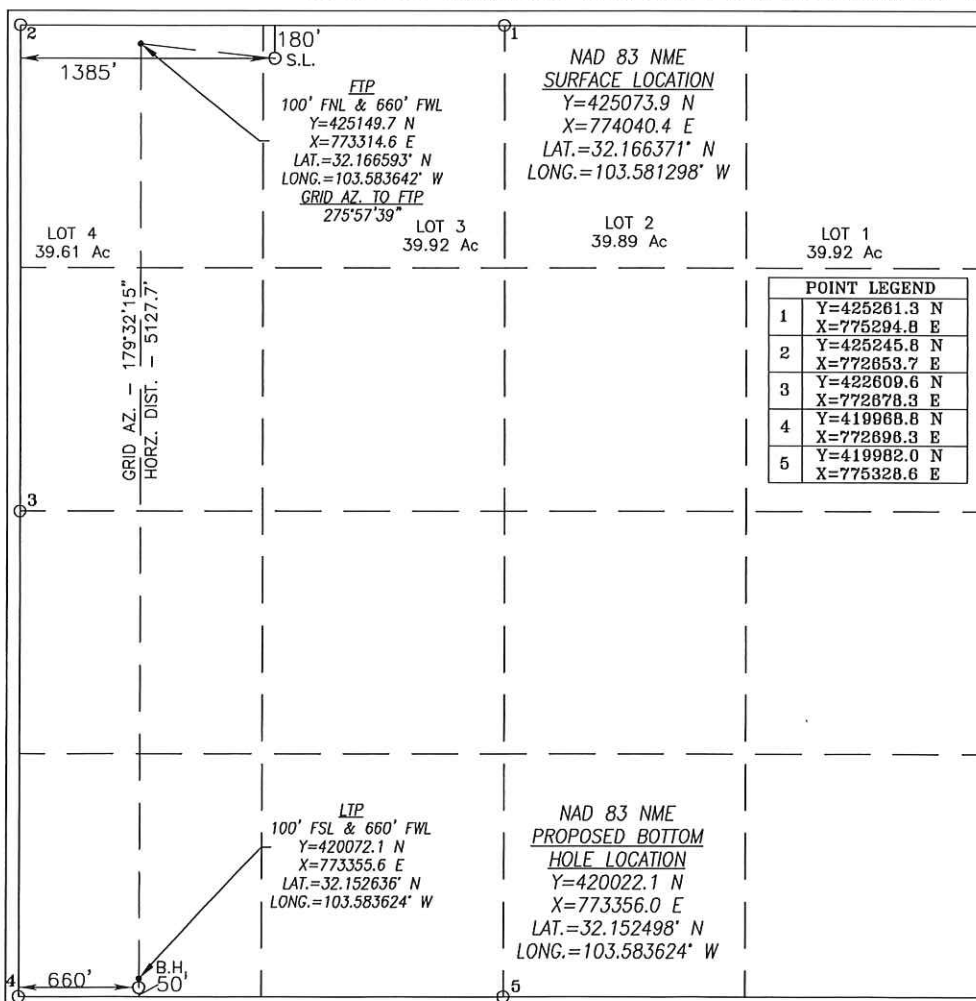 2
1
180'
S.L.
1385'
FTP
100' FNL & 660' FWL
Y=425149.7 N
X=773314.6 E
LAT.=32.166593° N
LONG.=103.583642° W
GRID AZ. TO FTP
275°57'39"
NAD 83 NME
SURFACE LOCATION
Y=425073.9 N
X=774040.4 E
LAT.=32.166371° N
LONG.=103.581298° W
LOT 4
39.61 Ac
LOT 3
39.92 Ac
LOT 2
39.89 Ac
LOT 1
39.92 Ac
GRID AZ. - 179°32'15"
HORZ. DIST. - 5127.7'
POINT LEGEND
1 Y=425261.3 N
X=775294.8 E
2 Y=425245.8 N
X=772653.7 E
3 Y=422609.6 N
X=772678.3 E
4 Y=419968.8 N
X=772696.3 E
5 Y=419982.0 N
X=775328.6 E
3
LTP
100' FSL & 660' FWL
Y=420072.1 N
X=773355.6 E
LAT.=32.152636° N
LONG.=103.583624° W
NAD 83 NME
PROPOSED BOTTOM
HOLE LOCATION
Y=420022.1 N
X=773356.0 E
LAT.=32.152498° N
LONG.=103.583624° W
4
660'
B.H.
50'
5